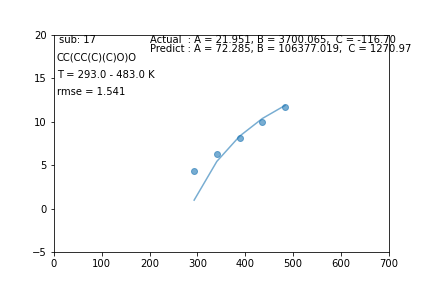 sub: 17
Actual : A = 21.951, B = 3700.065, C = -116.70
Predict : A = 72.285, B = 106377.019, C = 1270.97
CC(CC(C)(C)O)O
T = 293.0 - 483.0 K
rmse = 1.541
20
15
10
5
0
−5
0 100 200 300 400 500 600 700